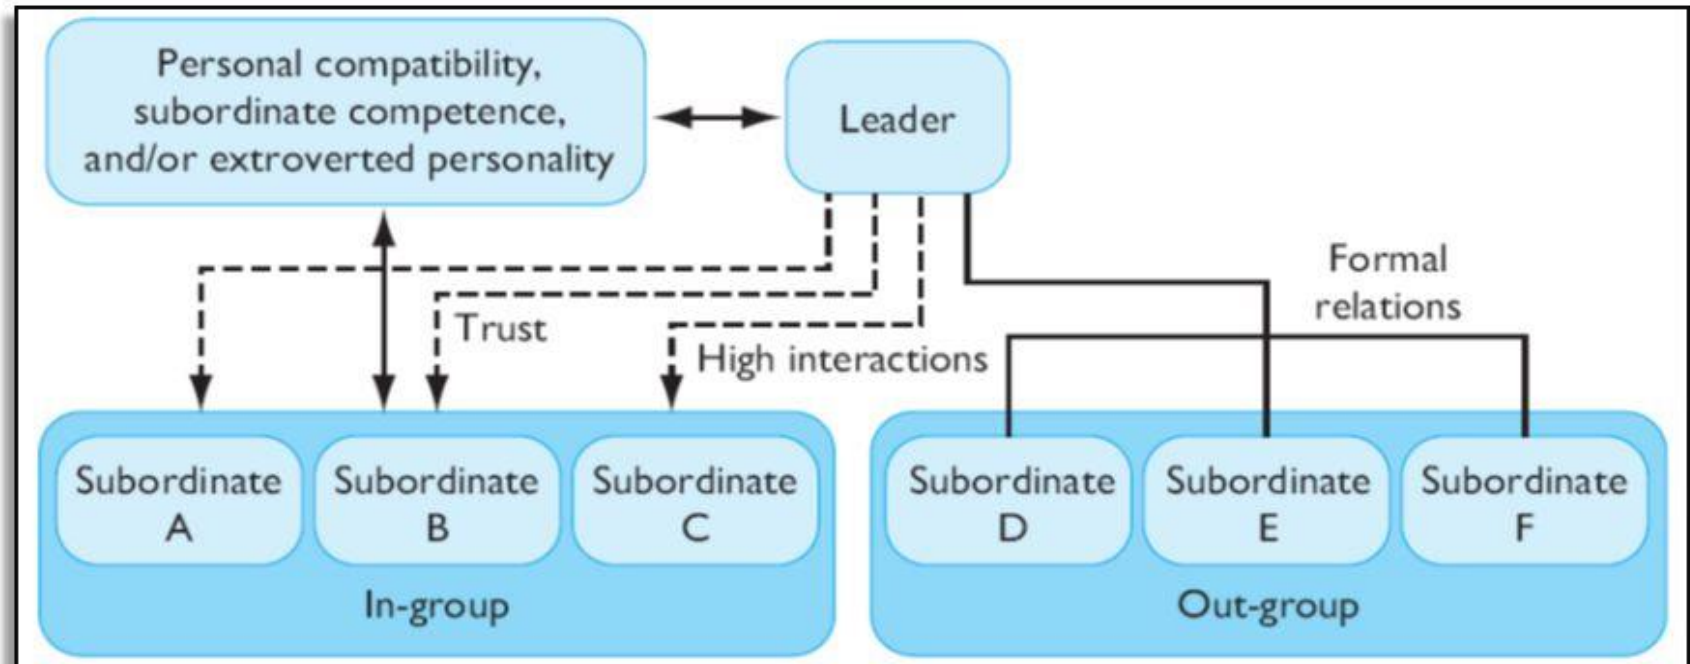 Personal compatibility,
subordinate competence,
and/or extroverted personality
Leader
Formal
relations
Trust
High interactions
Subordinate
A
Subordinate
B
Subordinate
C
In-group
Subordinate
D
Subordinate
E
Subordinate
F
Out-group